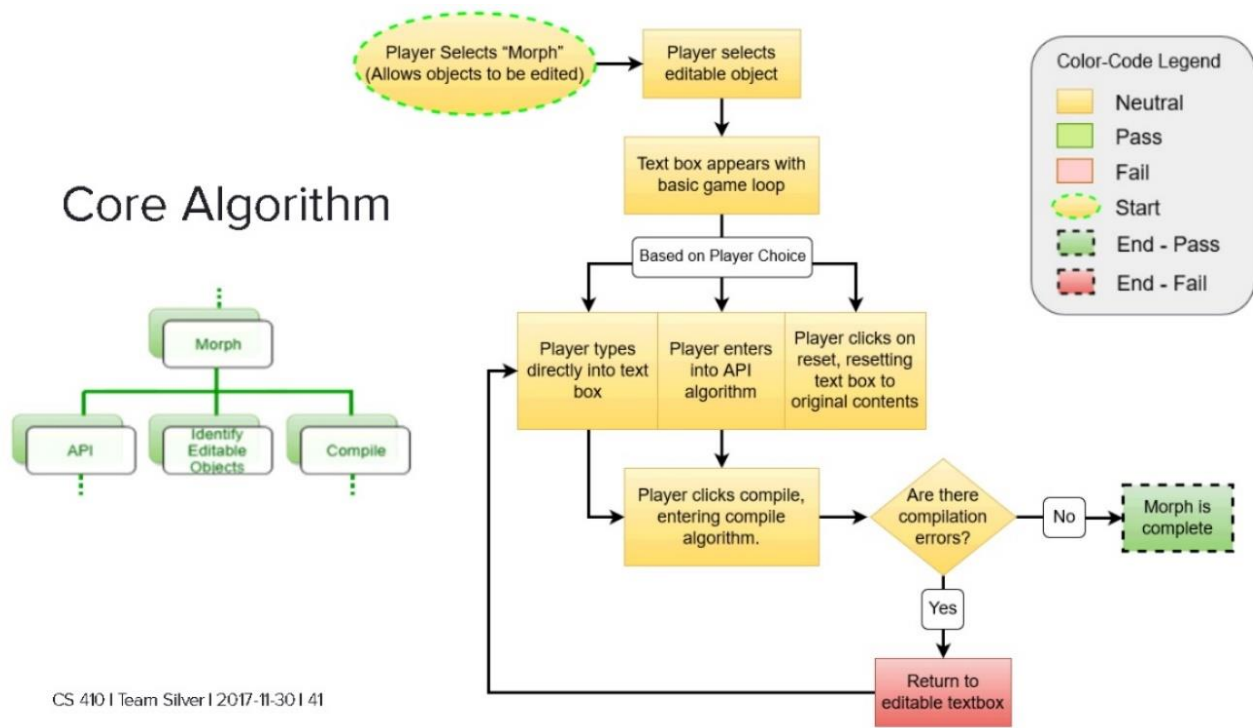 Player Selects "Morph"
(Allows objects to be edited)
Player selects
editable object
Text box appears with
basic game loop
Based on Player Choice
Player types
directly into text
box
Player enters
into API
algorithm
Player clicks on
reset, resetting
text box to
original contents
Player clicks compile,
entering compile
algorithm.
Are there
compilation
errors?
No
Morph is
complete
Yes
Return to
editable textbox
Color-Code Legend
Neutral
Pass
Fail
Start
End - Pass
End - Fail
Core Algorithm
Morph
API
Identify
Editable
Objects
Compile
CS 410 | Team Silver | 2017-11-30 | 41